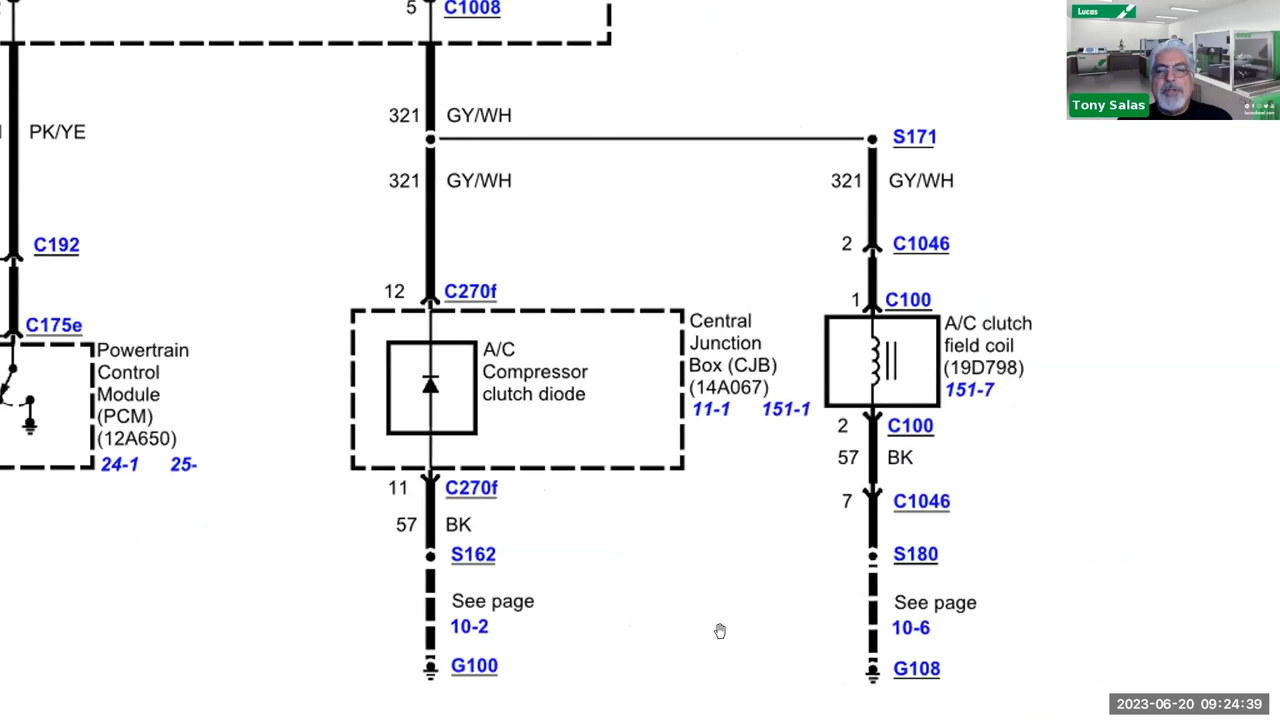 5 C1008
Lucas
Tony Salas
321 GY/WH
PK/YE
S171
321 GY/WH
321 GY/WH
C192
2 C1046
12 C270f
1 C100
C175e
Powertrain
Control
Module
(PCM)
(12A650)
24-1 25-
A/C
Compressor
clutch diode
Central
Junction
Box (CJB)
(14A067)
11-1 151-1
A/C clutch
field coil
(19D798)
151-7
2 C100
57 BK
11 C270f
7 C1046
57 BK
S162
S180
See page
10-2
See page
10-6
G100
G108
2023-06-20 09:24:39